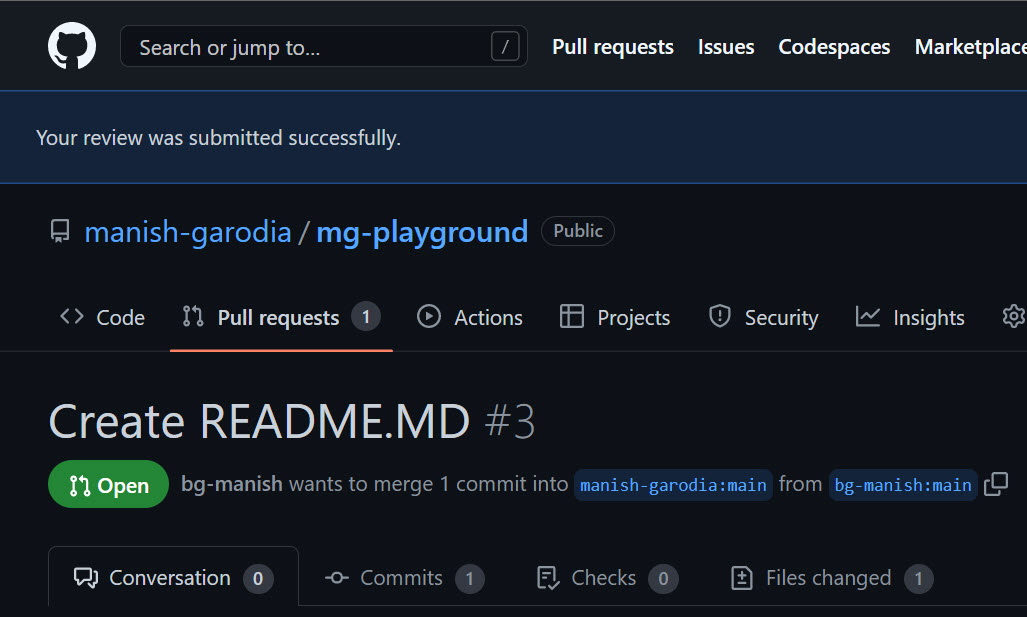 Search or jump to... / Pull requests Issues Codespaces Marketplace
Your review was submitted successfully.
manish-garodia / mg-playground Public
Code Pull requests 1 Actions Projects Security Insights
Create README.MD #3
Open bg-manish wants to merge 1 commit into manish-garodia:main from bg-manish:main
Conversation 0 Commits 1 Checks 0 Files changed 1